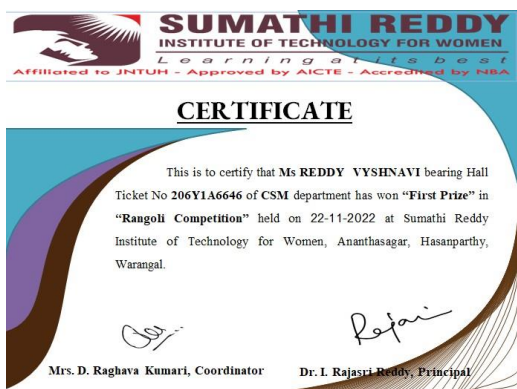 SUMATHI REDDY
INSTITUTE OF TECHNOLOGY FOR WOMEN
Learning at its best
Affiliated to JNTUH - Approved by AICTE - Accredited by NBA
CERTIFICATE
This is to certify that Ms REDDY VYSHNAVI bearing Hall
Ticket No 206Y1A6646 of CSM department has won “First Prize” in
“Rangoli Competition” held on 22-11-2022 at Sumathi Reddy
Institute of Technology for Women, Ananthasagar, Hasanparthy,
Warangal.
Mrs. D. Raghava Kumari, Coordinator
Dr. I. Rajasri Reddy, Principal